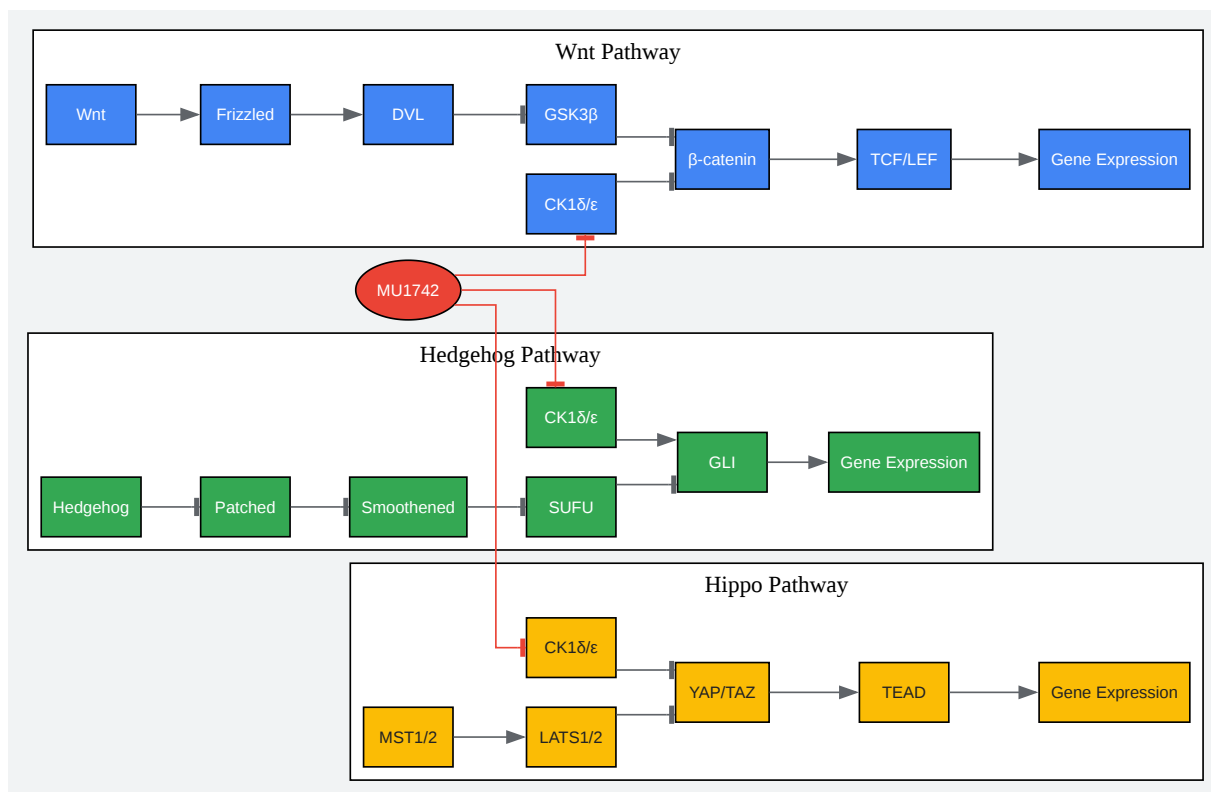 Wnt Pathway
Wnt
Frizzled
DVL
GSK3β
CK1δ/ε
β-catenin
TCF/LEF
Gene Expression
MU1742
Hedgehog Pathway
CK1δ/ε
GLI
Gene Expression
Hedgehog
Patched
Smoothened
SUFU
Hippo Pathway
CK1δ/ε
YAP/TAZ
TEAD
Gene Expression
MST1/2
LATS1/2